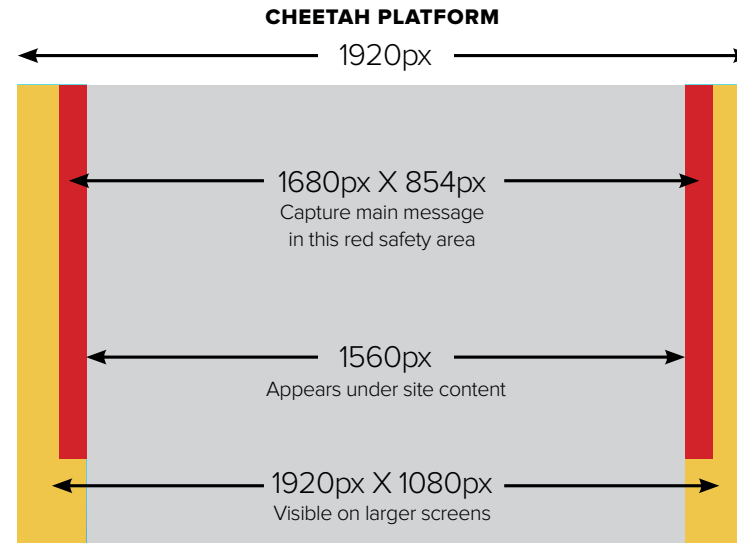 CHEETAH PLATFORM
1920px
1680px X 854px
Capture main message
in this red safety area
1560px
Appears under site content
1920px X 1080px
Visible on larger screens